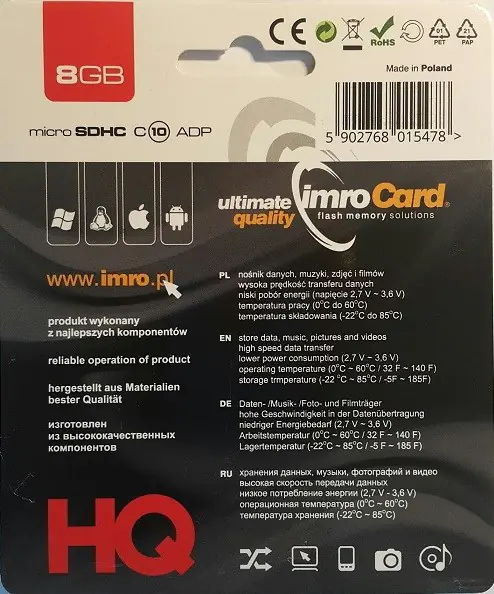 8GB
CE
RoHS
01
PET
21
PAP
Made in Poland
5 902768 015478 >
micro SDHC C10 ADP
ultimate
quality
imroCard®
flash memory solutions
www.imro.pl
produkt wykonany
z najlepszych komponentów
reliable operation of product
hergestellt aus Materialien
bester Qualität
изготовлен
из высококачественных
компонентов
PL nośnik danych, muzyki, zdjęć i filmów
wysoka prędkość transferu danych
niski pobór energii (napięcie 2,7 V ~ 3,6 V)
temperatura pracy (0°C do 60°C)
temperatura składowania (-22°C do 85°C)
EN store data, music, pictures and videos
high speed data transfer
lower power consumption (2,7 V ~ 3,6 V)
operating temperature (0°C ~ 60°C / 32 F ~ 140 F)
storage trmperature (-22 °C ~ 85°C / -5F ~ 185F)
DE Daten- /Musik- /Foto- und Filmträger
hohe Geschwindigkeit in der Datenübertragung
niedriger Energiebedarf (2,7 V ~ 3,6 V)
Arbeitstemperatur (0°C ~ 60°C / 32 F ~ 140 F)
Lagertemperatur (-22°C ~ 85°C /-5 F ~ 185 F)
RU хранения данных, музыки, фотографий и видео
высокая скорость передачи данных
низкое потребление энергии (2,7 V - 3,6 V)
операционная температура (0°C ~ 60°C)
температура хранения (-22°C ~ 85°C)
HQ